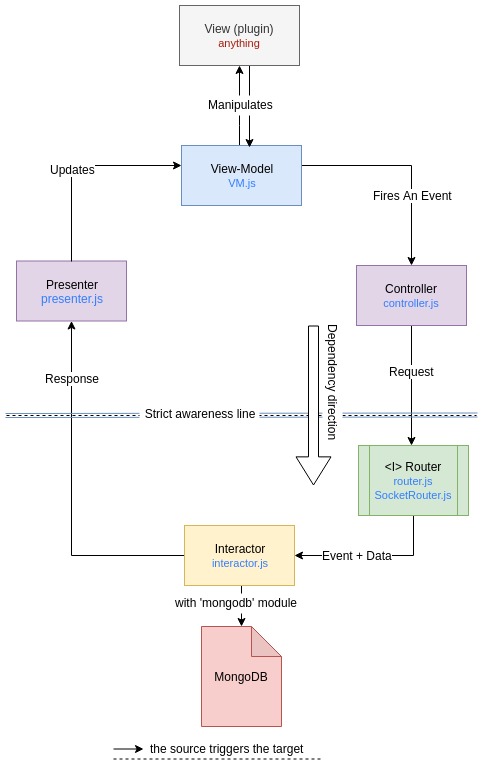 View (plugin)
anything
Manipulates
Updates
View-Model
VM.js
Fires An Event
Presenter
presenter.js
Controller
controller.js
Dependency direction
Response
Request
Strict awareness line
<I> Router
router.js
SocketRouter.js
Interactor
interactor.js
Event + Data
with 'mongodb' module
MongoDB
the source triggers the target